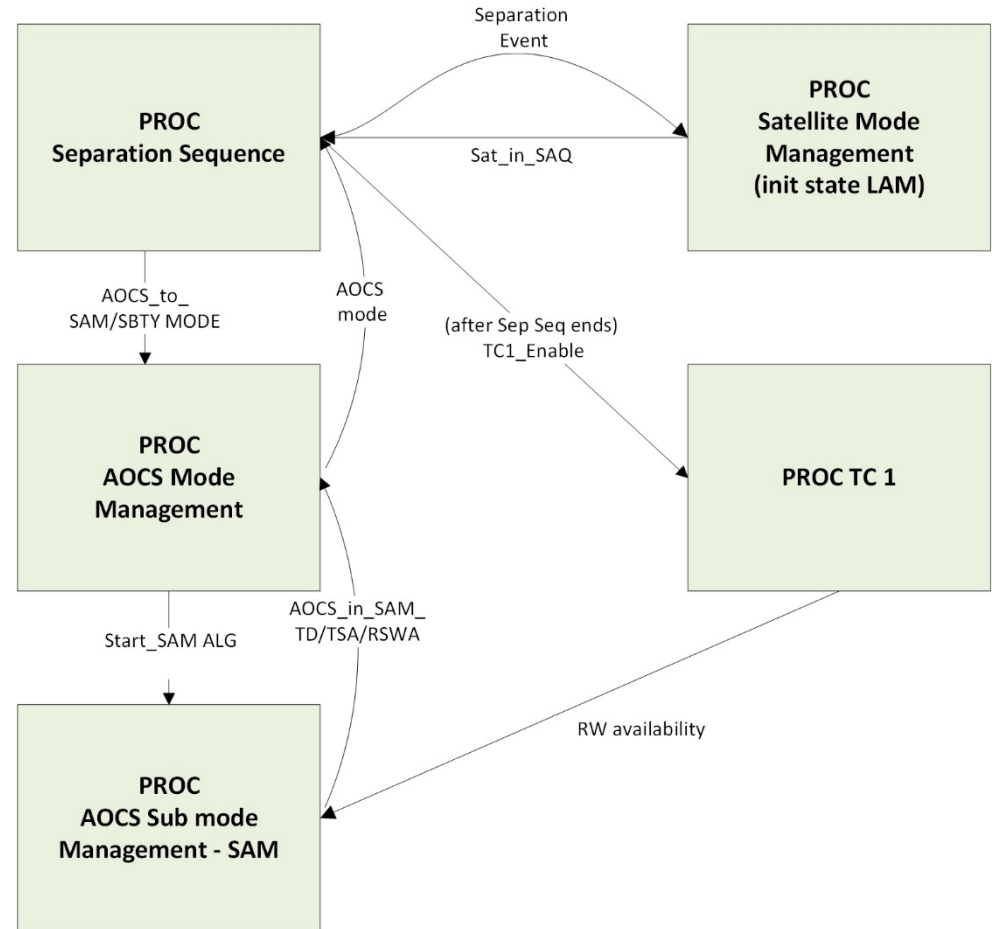 Separation
Event
PROC
Separation Sequence
PROC
Satellite Mode
Management
(init state LAM)
Sat_in_SAQ
AOCS_to_
SAM/SBTY MODE
AOCS
mode
(after Sep Seq ends)
TC1_Enable
PROC
AOCS Mode
Management
PROC TC 1
Start_SAM ALG
AOCS_in_SAM_
TD/TSA/RSWA
RW availability
PROC
AOCS Sub mode
Management - SAM